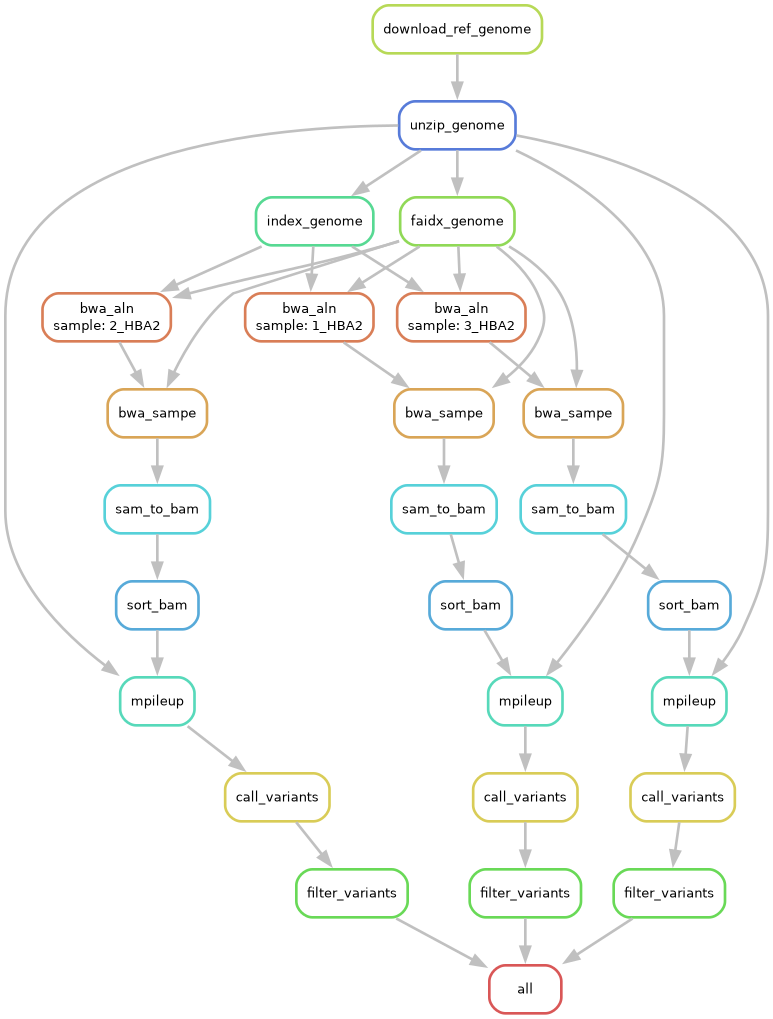 download_ref_genome
unzip_genome
index_genome
faidx_genome
bwa_aln
sample: 2_HBA2
bwa_aln
sample: 1_HBA2
bwa_aln
sample: 3_HBA2
bwa_sampe
bwa_sampe
bwa_sampe
sam_to_bam
sam_to_bam
sam_to_bam
sort_bam
sort_bam
sort_bam
mpileup
mpileup
mpileup
call_variants
call_variants
call_variants
filter_variants
filter_variants
filter_variants
all